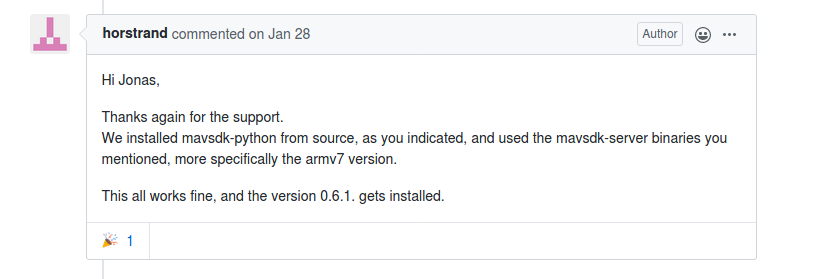 horstrand commented on Jan 28
Author
Hi Jonas,
Thanks again for the support.
We installed mavsdk-python from source, as you indicated, and used the mavsdk-server binaries you
mentioned, more specifically the armv7 version.
This all works fine, and the version 0.6.1. gets installed.
1